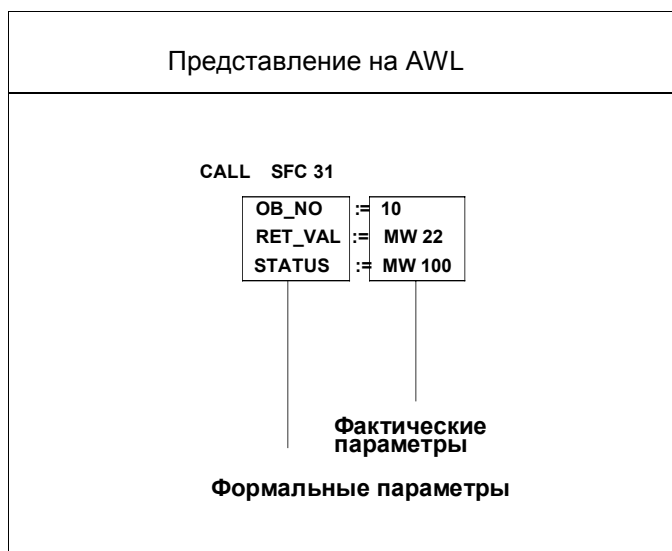 Представление на AWL
CALL SFC 31
OB_NO := 10
RET_VAL := MW 22
STATUS := MW 100
Фактические
параметры
Формальные параметры